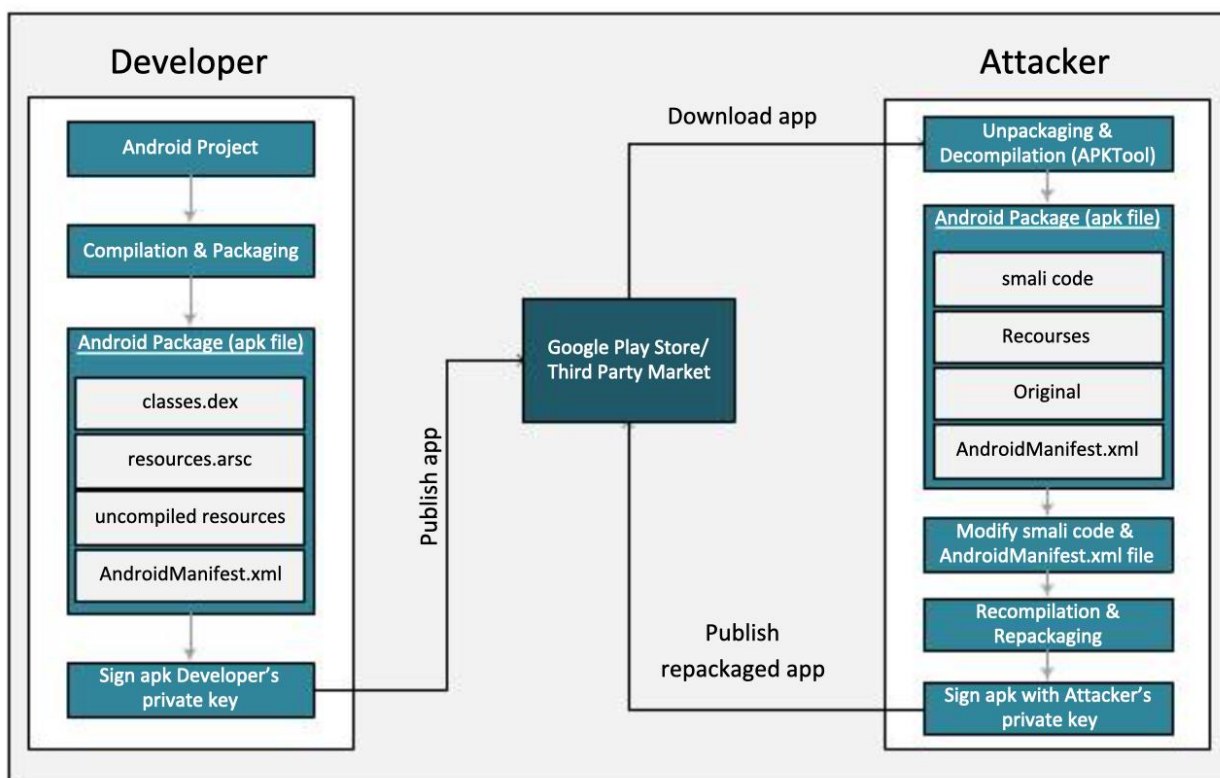 Developer
Android Project
Compilation & Packaging
Android Package (apk file)
classes.dex
resources.arsc
uncompiled resources
AndroidManifest.xml
Sign apk Developer's
private key
Publish app
Google Play Store/
Third Party Market
Download app
Publish
repackaged app
Attacker
Unpackaging &
Decompilation (APKTool)
Android Package (apk file)
smali code
Recourses
Original
AndroidManifest.xml
Modify smali code &
AndroidManifest.xml file
Recompilation &
Repackaging
Sign apk with Attacker's
private key